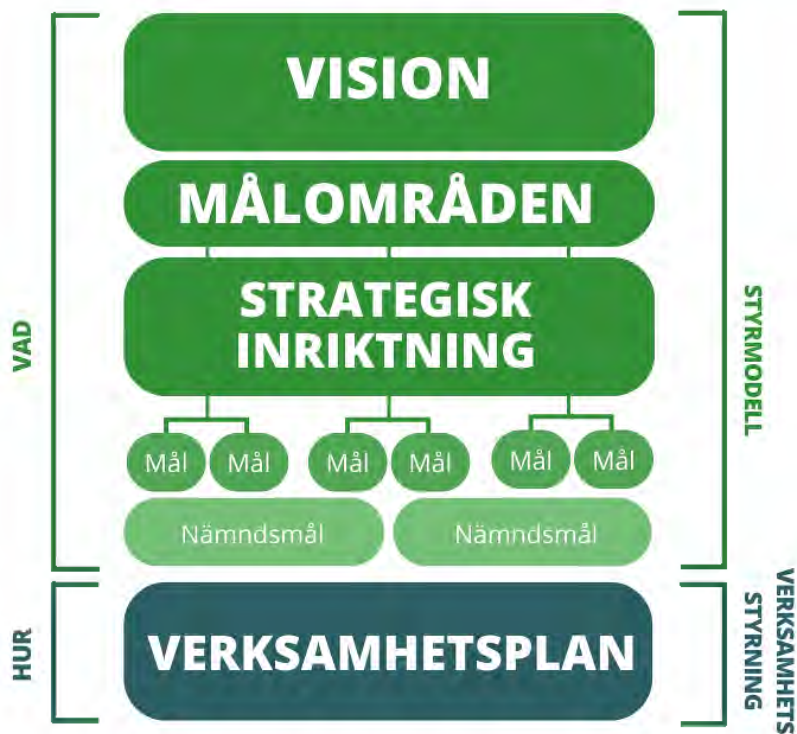 VISION
MÅLOMRÅDEN
STRATEGISK
INRIKTNING
VAD
STYRMODELL
Mål Mål Mål Mål Mål Mål
Nämndsmål Nämndsmål
VERKSAMHETSPLAN
HUR
VERKSAMHETS
STYRNING